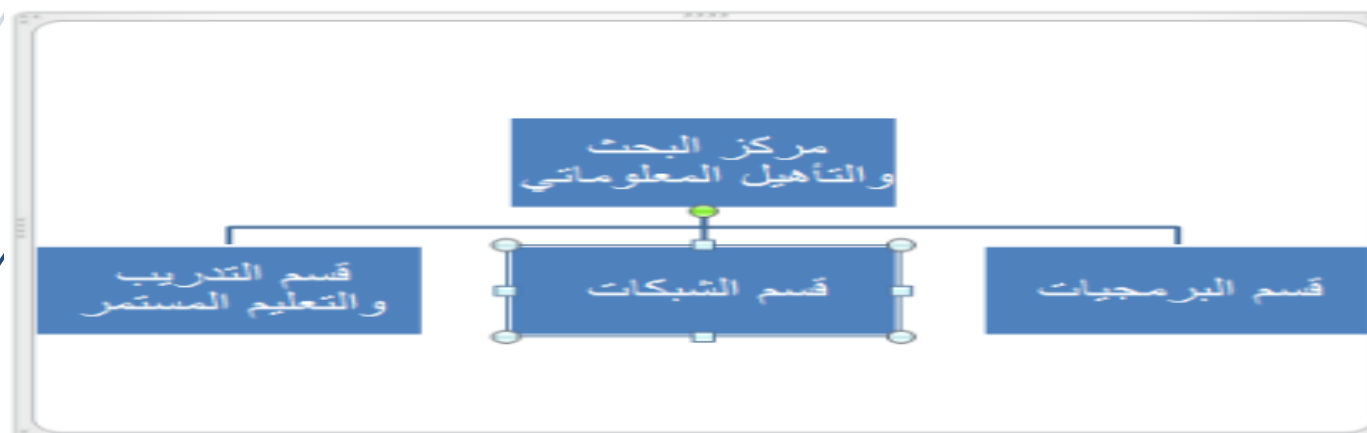 مركز البحث
والتأهيل المعلوماتي
قسم البرمجيات
قسم الشبكات
قسم التدريب
والتعليم المستمر